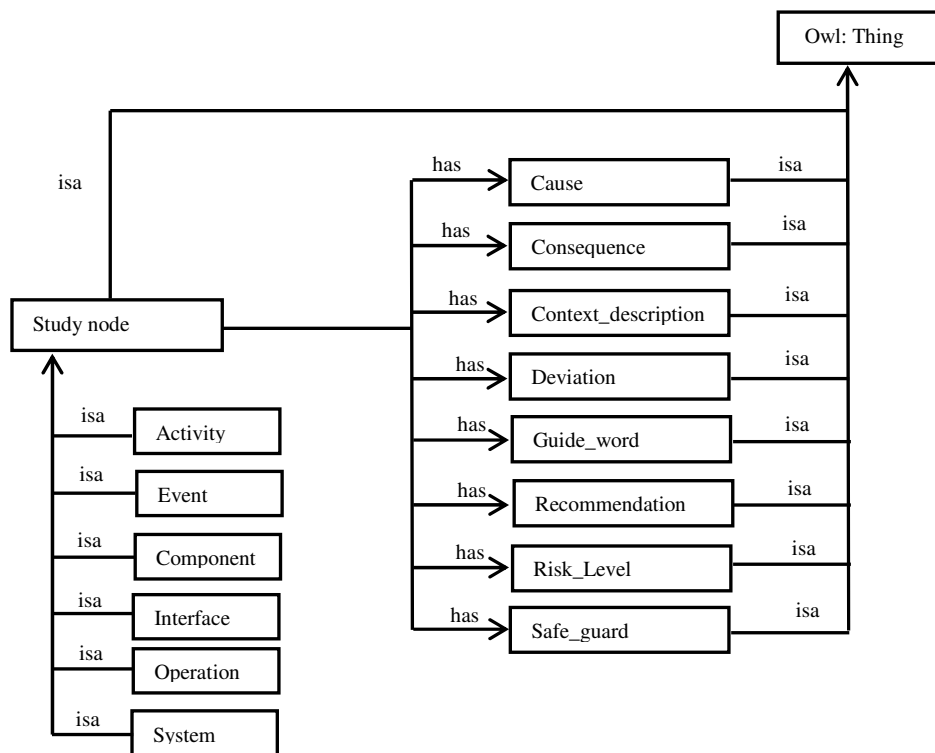 Owl: Thing
isa
has
Cause
isa
has
Consequence
isa
has
Context_description
isa
Study node
has
Deviation
isa
has
Guide_word
isa
has
Recommendation
isa
has
Risk_Level
isa
has
Safe_guard
isa
isa
Activity
isa
Event
isa
Component
isa
Interface
isa
Operation
isa
System